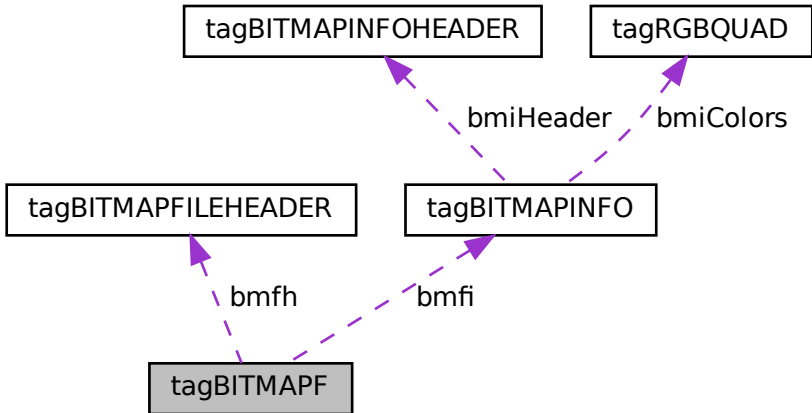 tagBITMAPINFOHEADER
tagRGBQUAD
bmiHeader
bmiColors
tagBITMAPFILEHEADER
tagBITMAPINFO
bmfh
bmfi
tagBITMAPF